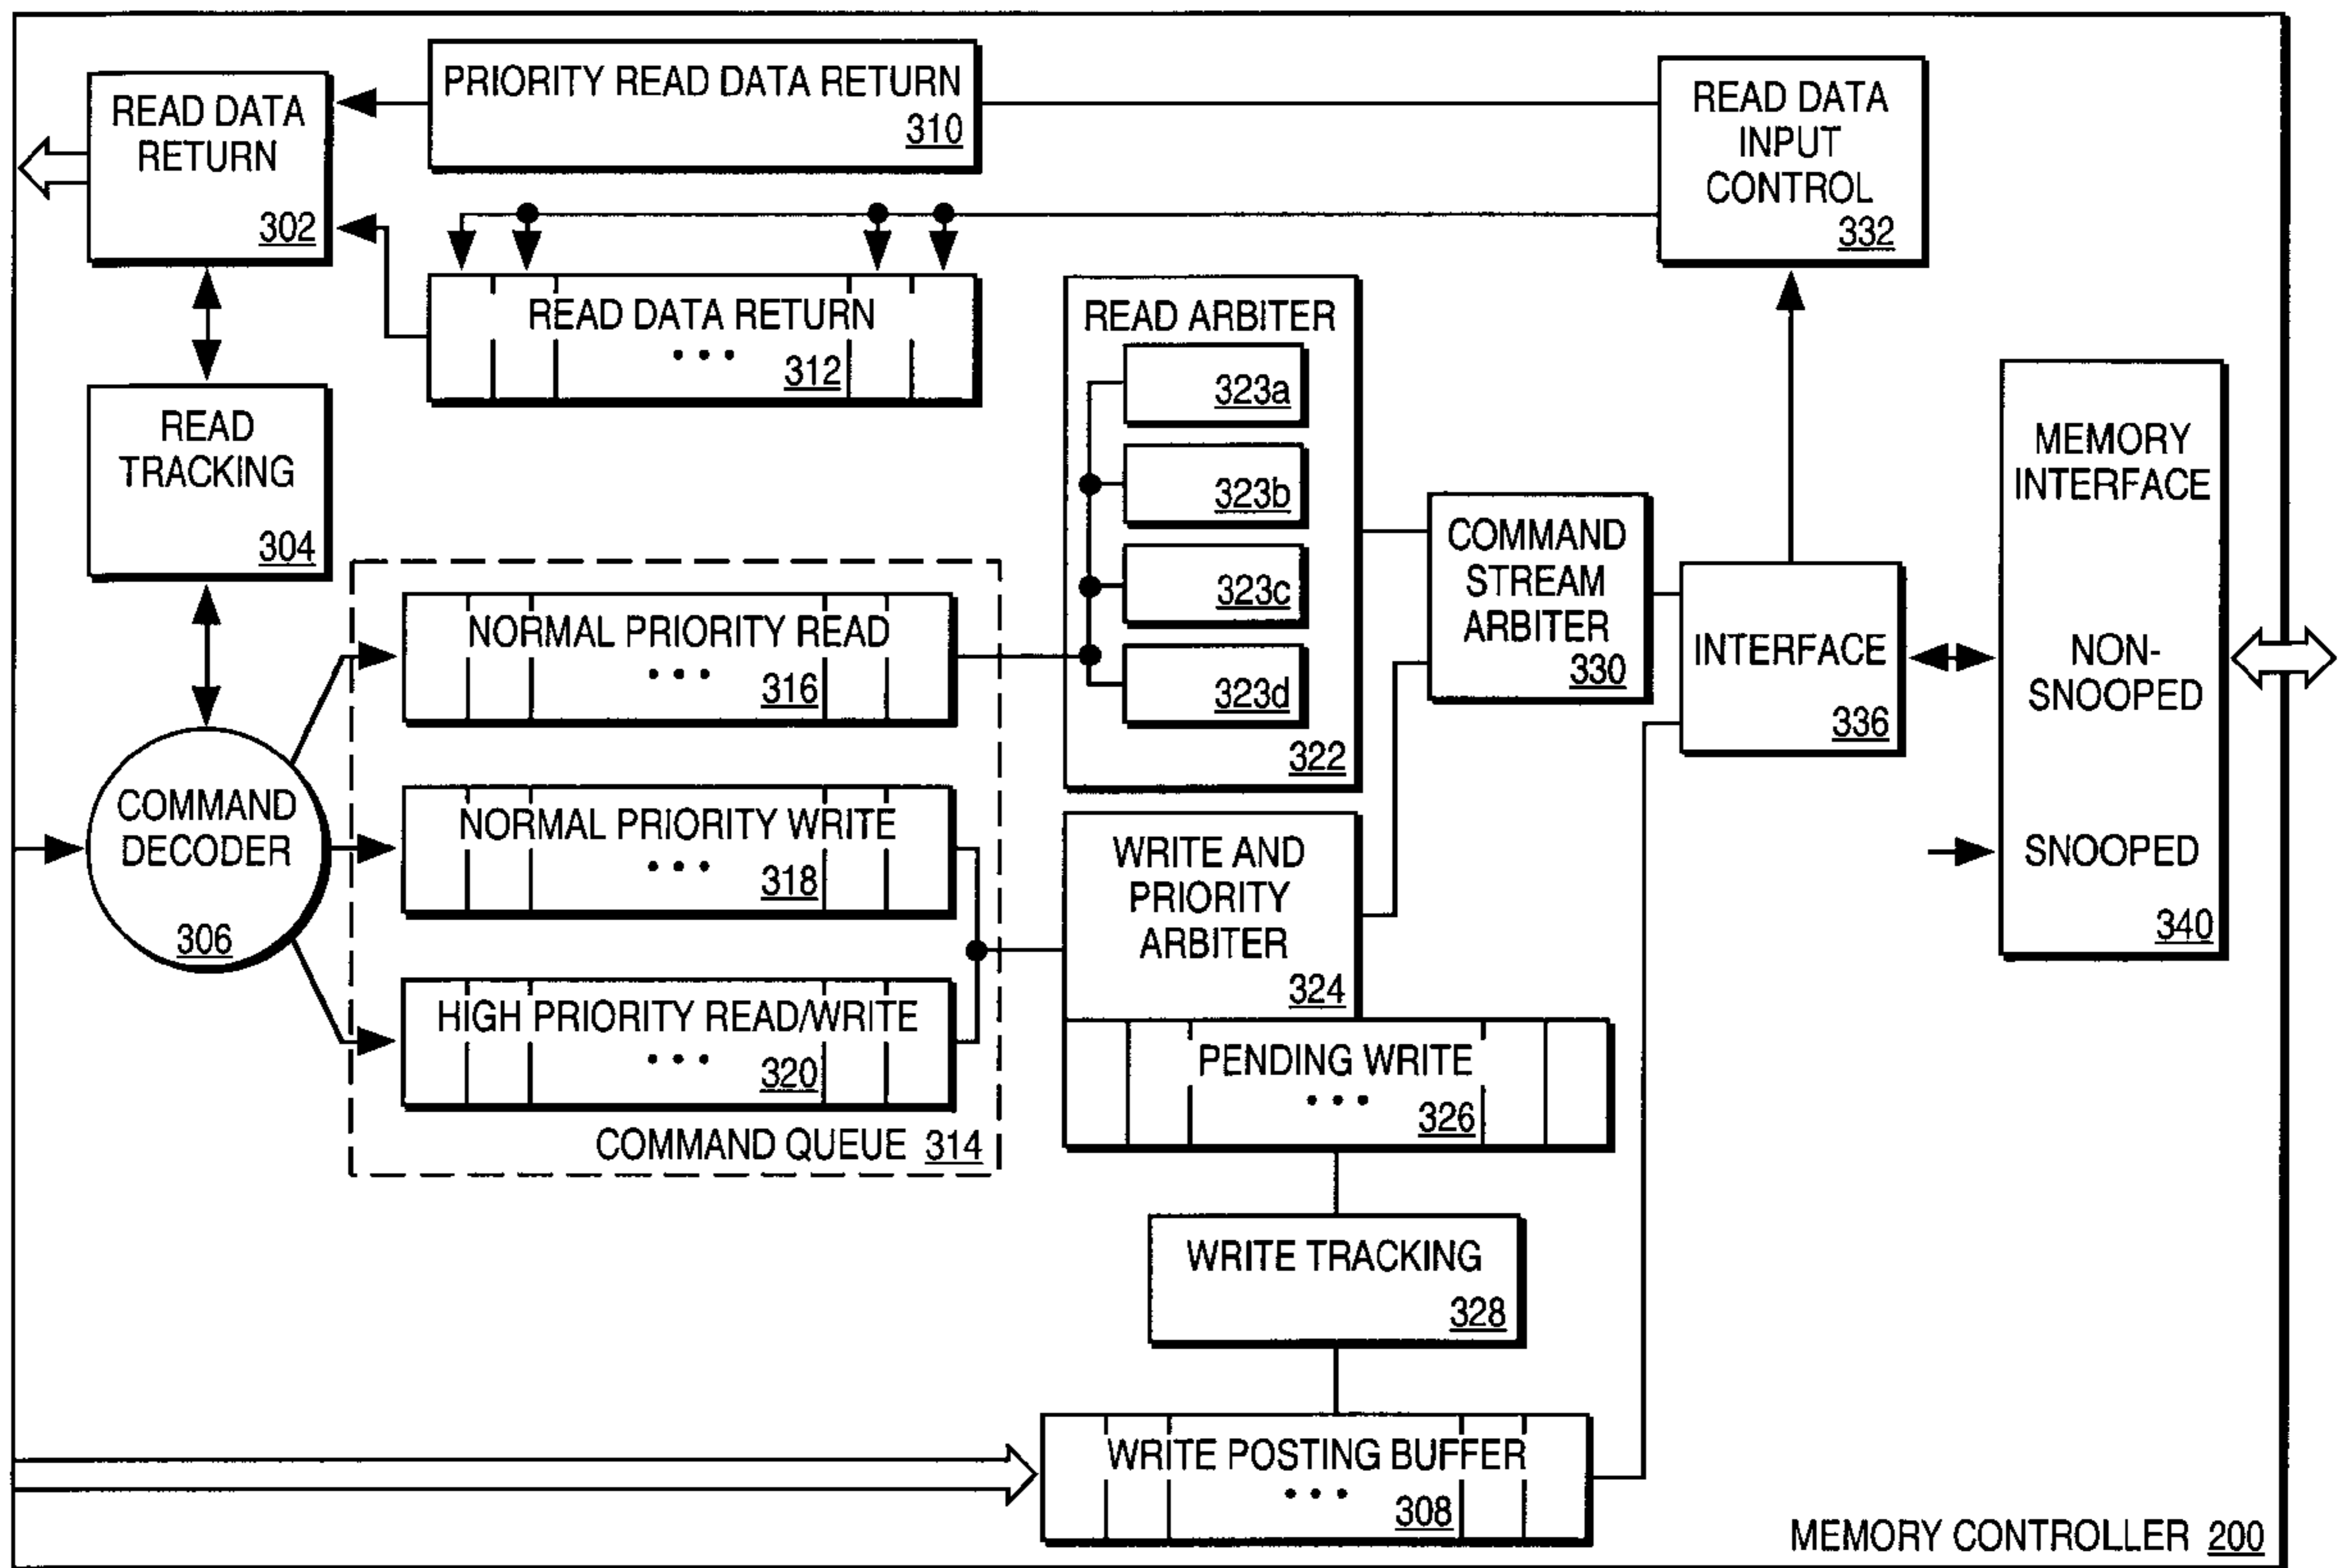 PRIORITY READ DATA RETURN
310
READ DATA
RETURN
302
READ DATA
INPUT
CONTROL
332
READ DATA RETURN
• • •
312
READ ARBITER
323a
323b
323c
323d
322
READ
TRACKING
304
MEMORY
INTERFACE
NON-
SNOOPED
SNOOPED
340
COMMAND
STREAM
ARBITER
330
INTERFACE
336
NORMAL PRIORITY READ
• • •
316
COMMAND
DECODER
306
NORMAL PRIORITY WRITE
• • •
318
HIGH PRIORITY READ/WRITE
• • •
320
COMMAND QUEUE 314
WRITE AND
PRIORITY
ARBITER
324
PENDING WRITE
• • •
326
WRITE TRACKING
328
WRITE POSTING BUFFER
• • •
308
MEMORY CONTROLLER 200